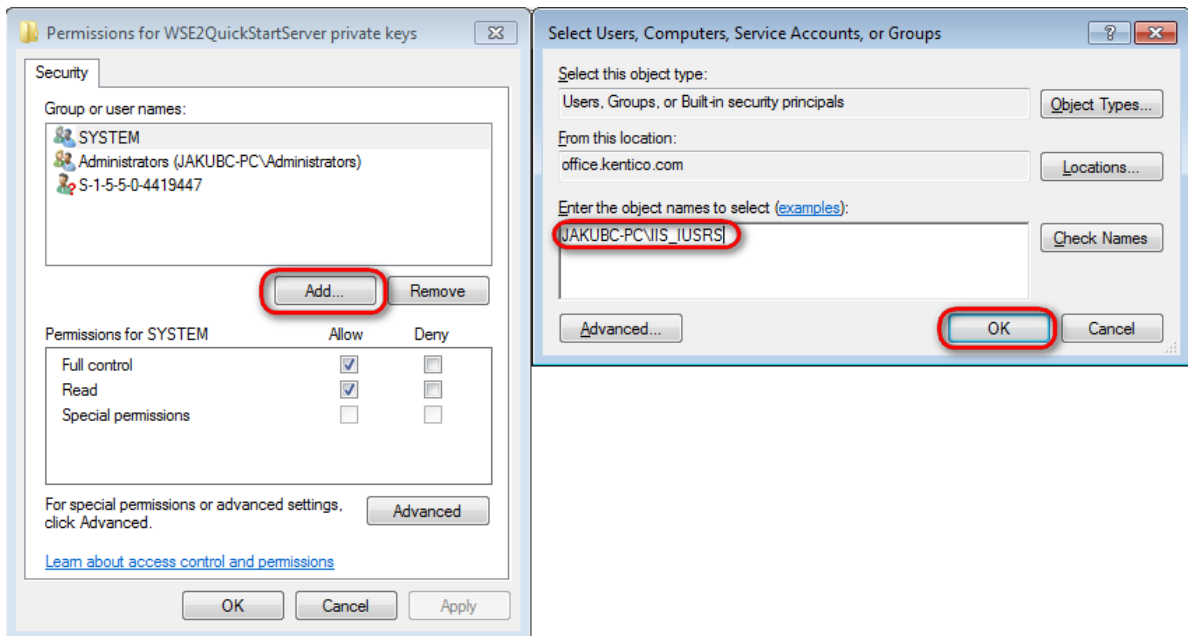 Permissions for WSE2QuickStartServer private keys
Security
Group or user names:
SYSTEM
Administrators (JAKUBC-PC\Administrators)
S-1-5-5-0-4419447
Add...
Remove
Permissions for SYSTEM Allow Deny
Full control
Read
Special permissions
For special permissions or advanced settings,
click Advanced.
Advanced
Learn about access control and permissions
OK Cancel Apply
Select Users, Computers, Service Accounts, or Groups
Select this object type:
Users, Groups, or Built-in security principals
Object Types...
From this location:
office.kentico.com
Locations...
Enter the object names to select (examples):
JAKUBC-PC\IIS_IUSRS
Check Names
Advanced...
OK Cancel